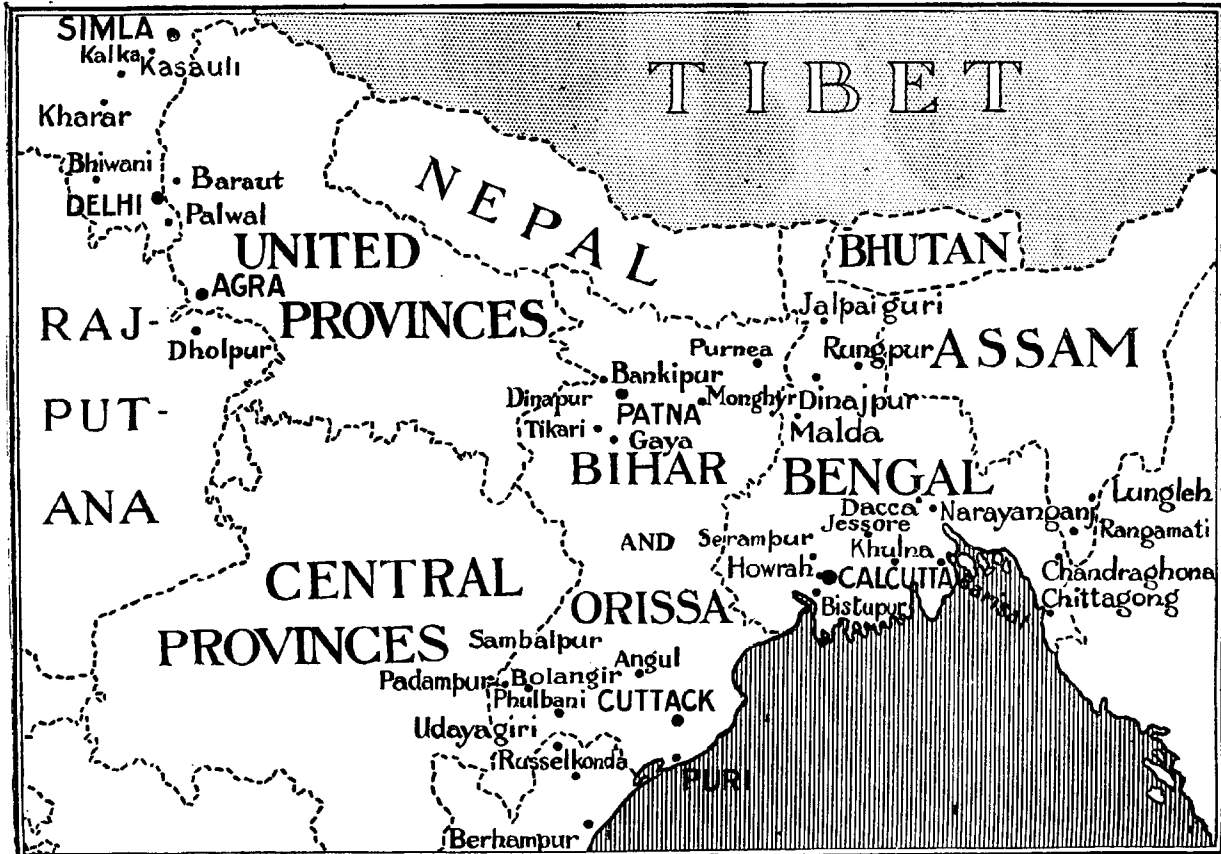 SIMLA
Kalka
Kasauli
Kharar
Bhiwani
DELHI
Baraut
Palwal
TIBET
NEPAL
BHUTAN
UNITED
PROVINCES
AGRA
Dholpur
RAJ-
PUT-
ANA
Jalpaiguri
Rungpur
ASSAM
Purnea
Bankipur
Dinapur
PATNA
Monghyr
Dinajpur
Tikari
Gaya
Malda
BIHAR
AND
ORISSA
BENGAL
Dacca
Narayanganj
Lungleh
Jessore
Rangamati
Serampur
Khulna
Howrah
CALCUTTA
Barisal
Chandraghona
Bistupur
Chittagong
CENTRAL
PROVINCES
Sambalpur
Angul
Padampur
Bolangir
Phulbani
CUTTACK
Udayagiri
Russelkonda
PURI
Berhampur